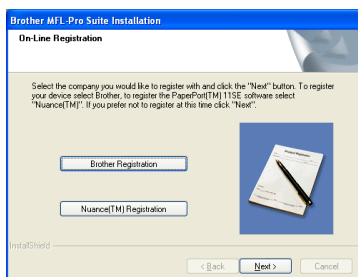 Brother MFL-Pro Suite Installation
On-Line Registration
Select the company you would like to register with and click the "Next" button. To register
your device select Brother, to register the PaperPort(TM) 11SE software select
"Nuance(TM)". If you prefer not to register at this time click "Next".
Brother Registration
Nuance(TM) Registration
InstallShield
< Back Next > Cancel